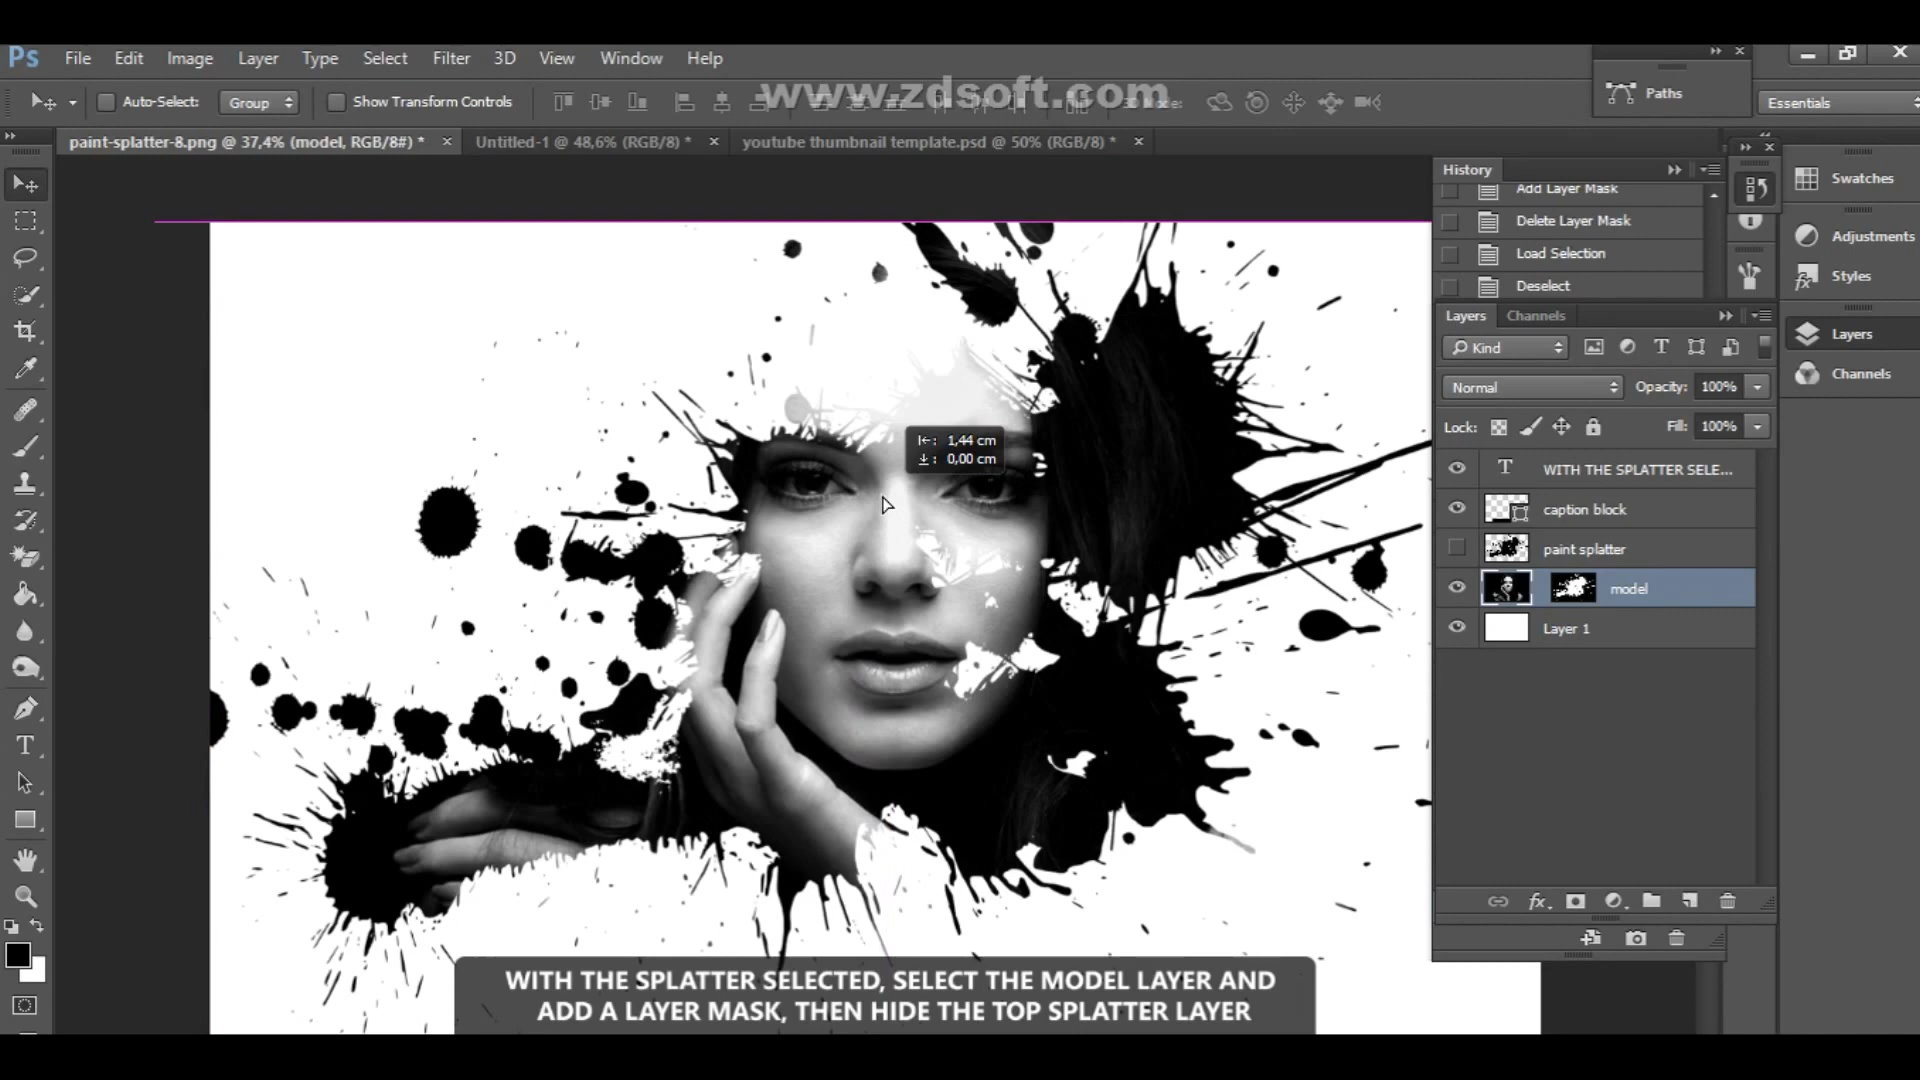 Ps File Edit Image Layer Type Select Filter 3D View Window Help
Auto-Select: Group Show Transform Controls
www.zdsoft.com
3D Mode:
Paths
Essentials
paint-splatter-8.png @ 37,4% (model, RGB/8#) * Untitled-1 @ 48,6% (RGB/8) * youtube thumbnail template.psd @ 50% (RGB/8) *
History
Add Layer Mask
Delete Layer Mask
Load Selection
Deselect
Swatches
Adjustments
Styles
Layers
Channels
Layers Channels
Kind
Normal Opacity: 100%
Lock: Fill: 100%
T WITH THE SPLATTER SELE...
caption block
paint splatter
model
Layer 1
fx
1,44 cm
0,00 cm
WITH THE SPLATTER SELECTED, SELECT THE MODEL LAYER AND
ADD A LAYER MASK, THEN HIDE THE TOP SPLATTER LAYER